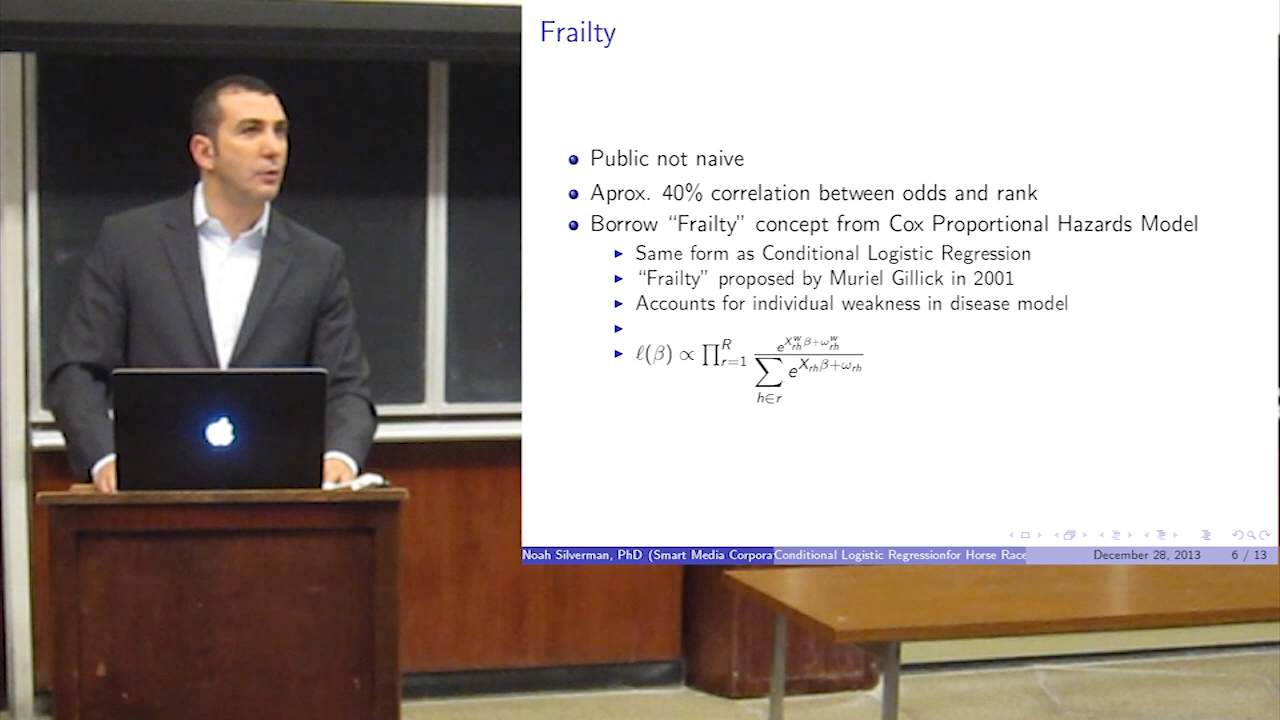 Frailty
Public not naive
Aprox. 40% correlation between odds and rank
Borrow “Frailty” concept from Cox Proportional Hazards Model
Same form as Conditional Logistic Regression
“Frailty” proposed by Muriel Gillick in 2001
Accounts for individual weakness in disease model
ℓ(β) ∝ ∏_{r=1}^{R} \frac{e^{X_{rh}^{w}β+ω_{rh}^{w}}}{∑_{h∈r} e^{X_{rh}β+ω_{rh}}}
Noah Silverman, PhD (Smart Media Corpora Conditional Logistic Regressionfor Horse Race December 28, 2013 6 / 13